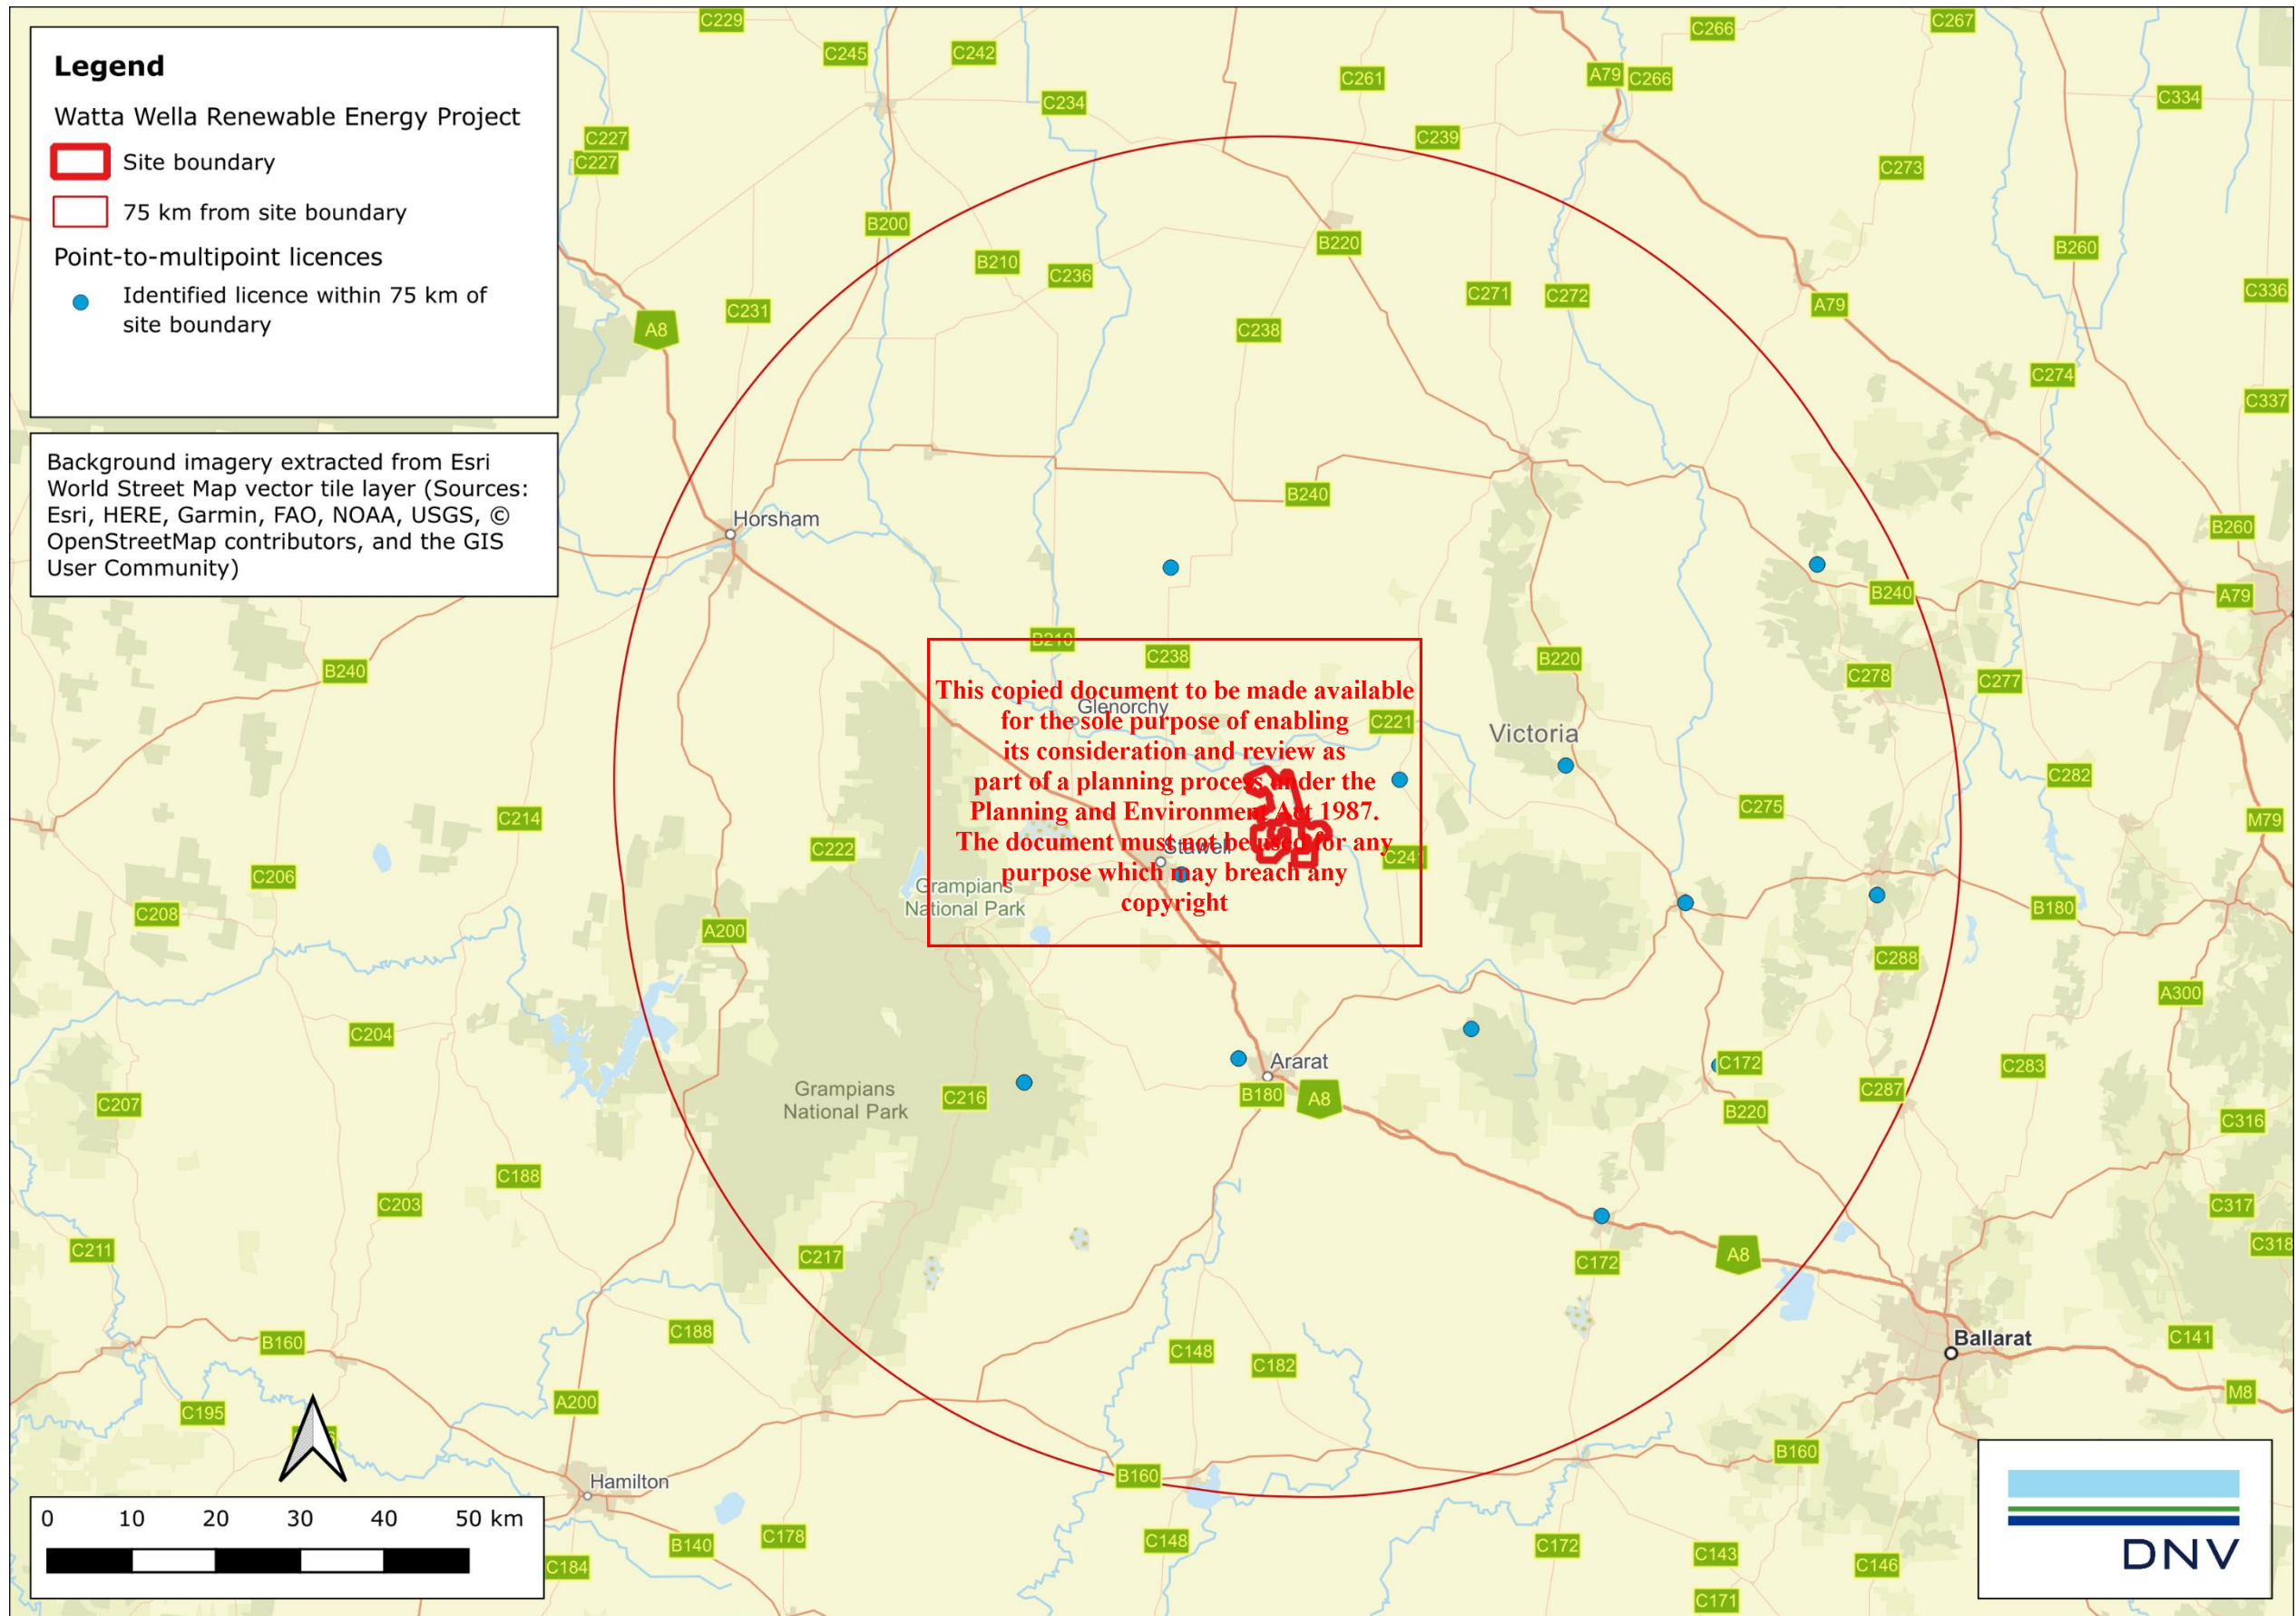 Legend
Watta Wella Renewable Energy Project
Site boundary
75 km from site boundary
Point-to-multipoint licences
Identified licence within 75 km of
site boundary
Background imagery extracted from Esri
World Street Map vector tile layer (Sources:
Esri, HERE, Garmin, FAO, NOAA, USGS, ©
OpenStreetMap contributors, and the GIS
User Community)
C229
C245
C242
C234
C261
A79
C266
C266
C267
C334
C227
C227
C239
C273
B200
B220
B260
B210
C236
C271
C272
A79
C336
C231
A8
C238
C274
C337
B240
Horsham
B260
B240
A79
B210
C238
B220
B240
C278
C277
This copied document to be made available
for the sole purpose of enabling
its consideration and review as
part of a planning process under the
Planning and Environment Act 1987.
The document must not be used for any
purpose which may breach any
copyright
Glenorchy
C221
Victoria
C282
C275
C214
M79
C222
Stawell
C241
C206
Grampians
National Park
C208
B180
A200
C288
A300
C204
Ararat
C172
C283
Grampians
National Park
C216
B180
A8
C287
C207
B220
C316
C188
C203
C317
C211
C217
C172
A8
C318
C188
B160
C148
C182
Ballarat
C141
A200
M8
C195
B160
B160
Hamilton
0 10 20 30 40 50 km
C184
B140
C178
C148
C172
C143
C146
C171
DNV